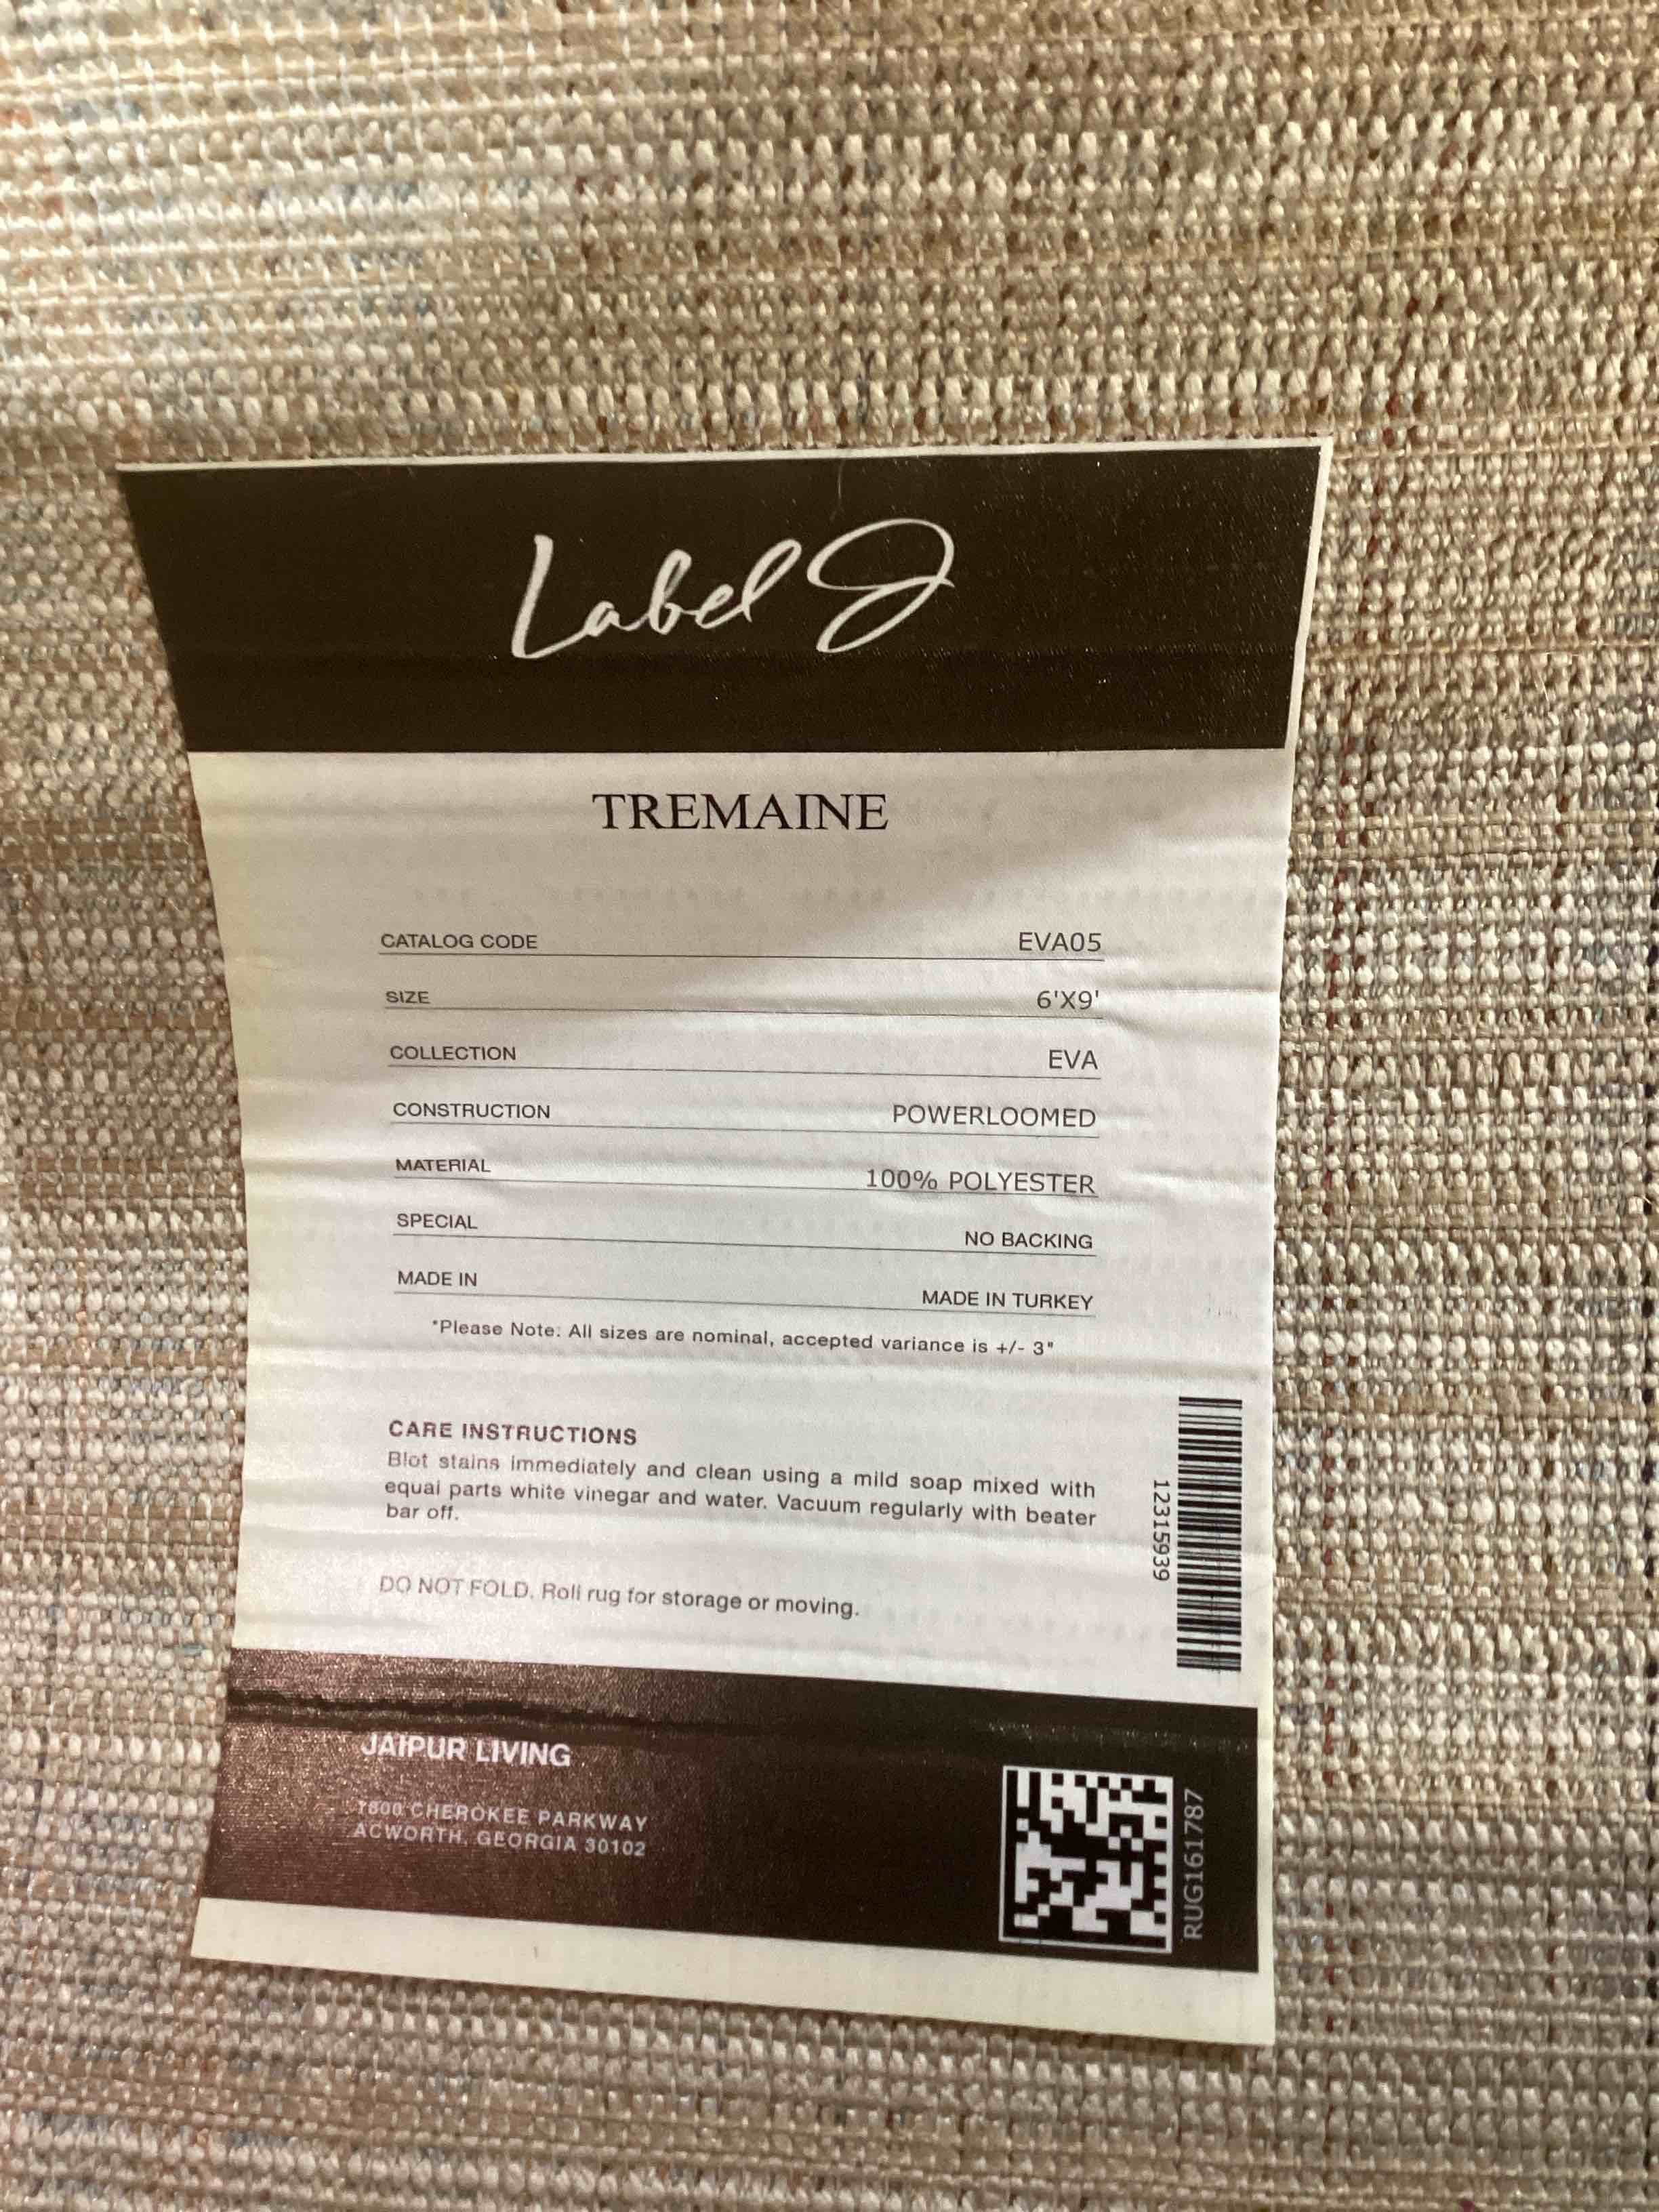 Label J
TREMAINE
CATALOG CODE EVA05
SIZE 6'X9'
COLLECTION EVA
CONSTRUCTION POWERLOOMED
MATERIAL 100% POLYESTER
SPECIAL NO BACKING
MADE IN MADE IN TURKEY
*Please Note: All sizes are nominal, accepted variance is +/- 3"
CARE INSTRUCTIONS
Blot stains immediately and clean using a mild soap mixed with
equal parts white vinegar and water. Vacuum regularly with beater
bar off.
DO NOT FOLD. Roll rug for storage or moving.
12315939
JAIPUR LIVING
1800 CHEROKEE PARKWAY
ACWORTH, GEORGIA 30102
RUG161787